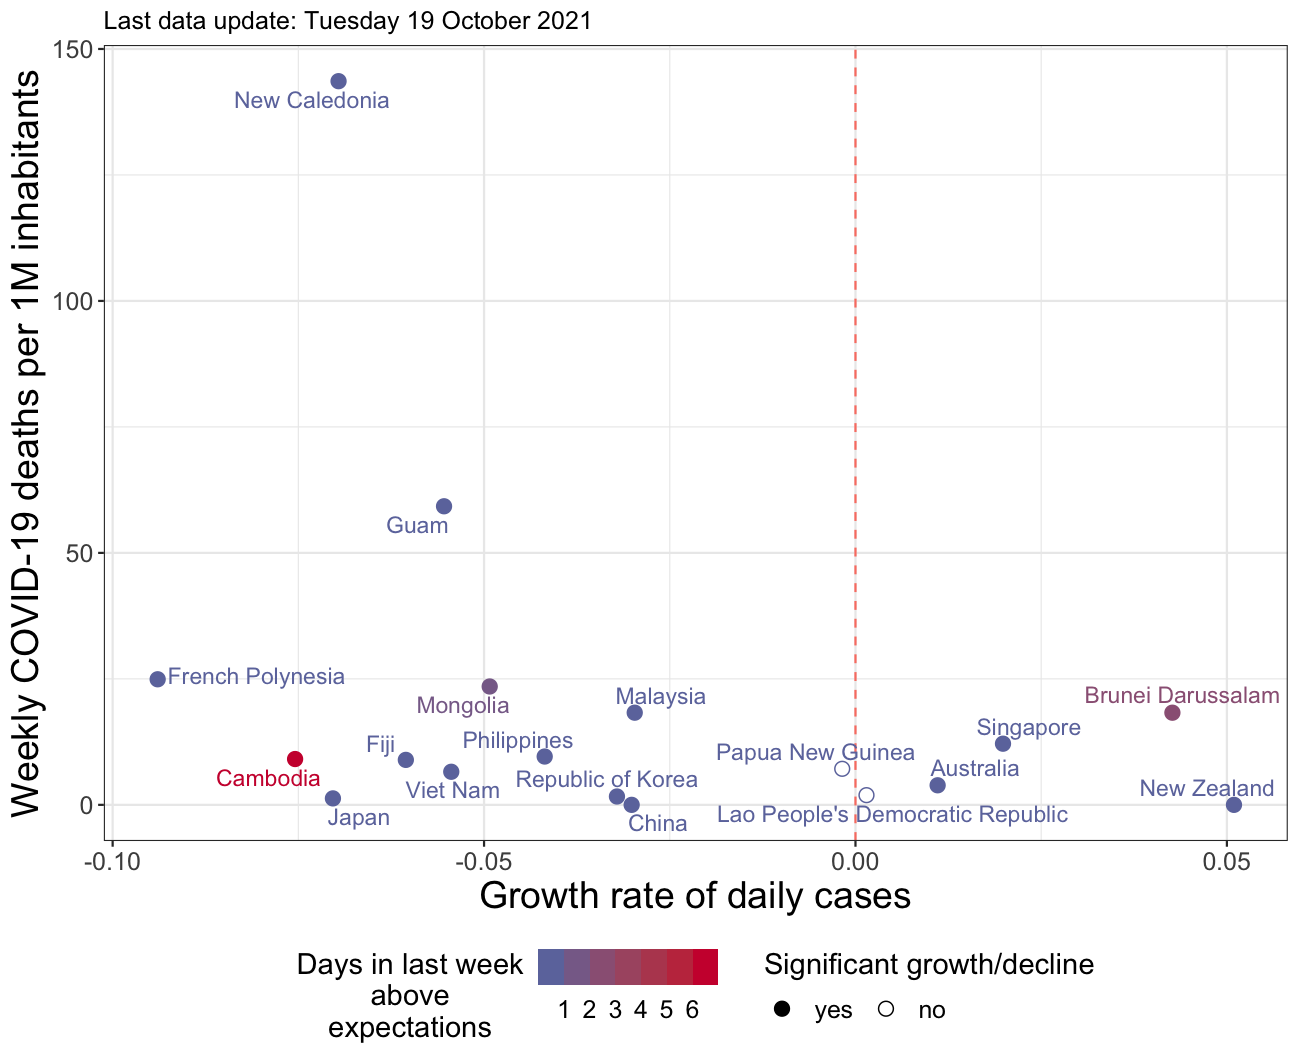 Last data update: Tuesday 19 October 2021
Weekly COVID-19 deaths per 1M inhabitants
150
100
50
0
New Caledonia
Guam
French Polynesia
Mongolia
Malaysia
Brunei Darussalam
Singapore
Fiji
Philippines
Papua New Guinea
Cambodia
Viet Nam
Republic of Korea
Australia
New Zealand
Japan
China
Lao People's Democratic Republic
-0.10
-0.05
0.00
0.05
Growth rate of daily cases
Days in last week
above
expectations
1 2 3 4 5 6
Significant growth/decline
yes
no